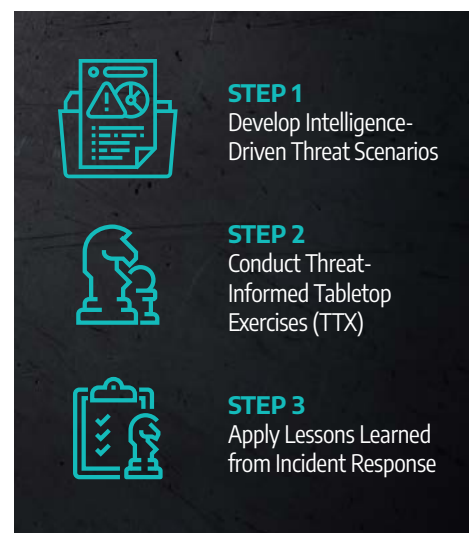 STEP 1
Develop Intelligence-
Driven Threat Scenarios
STEP 2
Conduct Threat-
Informed Tabletop
Exercises (TTX)
STEP 3
Apply Lessons Learned
from Incident Response